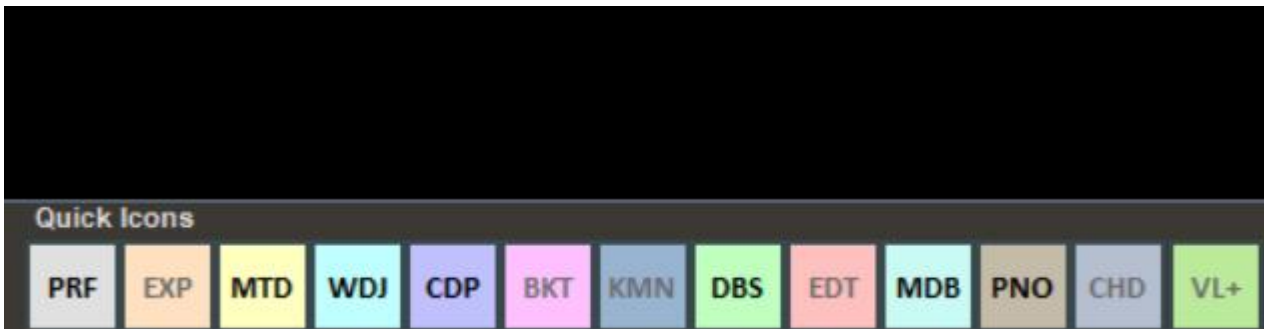 Quick Icons
PRF EXP MTD WDJ CDP BKT KMN DBS EDT MDB PNO CHD VL+